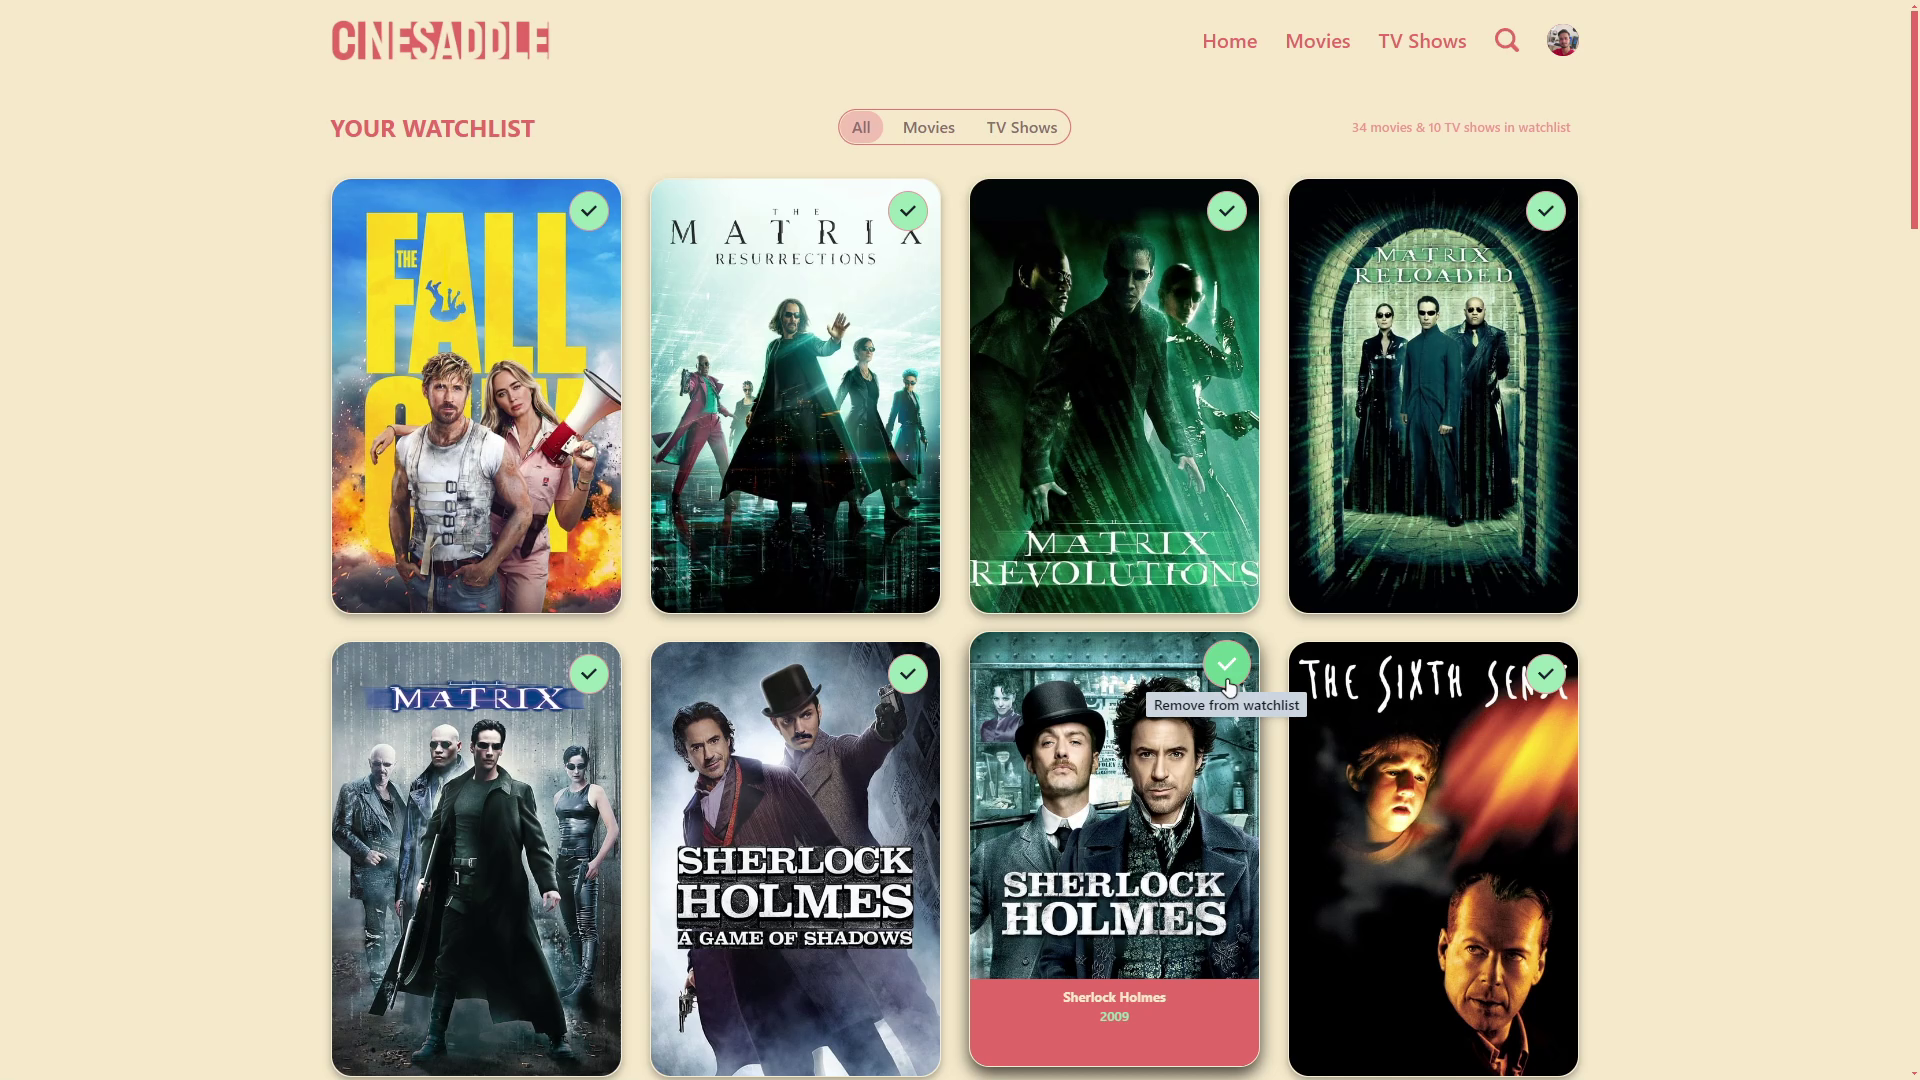 CINESADDLE
Home
Movies
TV Shows
YOUR WATCHLIST
All
Movies
TV Shows
34 movies & 10 TV shows in watchlist
THE
FALL
GUY
THE
MATRIX
RESURRECTIONS
THE
MATRIX
REVOLUTIONS
MATRIX
RELOADED
MATRIX
SHERLOCK
HOLMES
A GAME OF SHADOWS
Remove from watchlist
SHERLOCK
HOLMES
Sherlock Holmes
2009
THE SIXTH SENSE